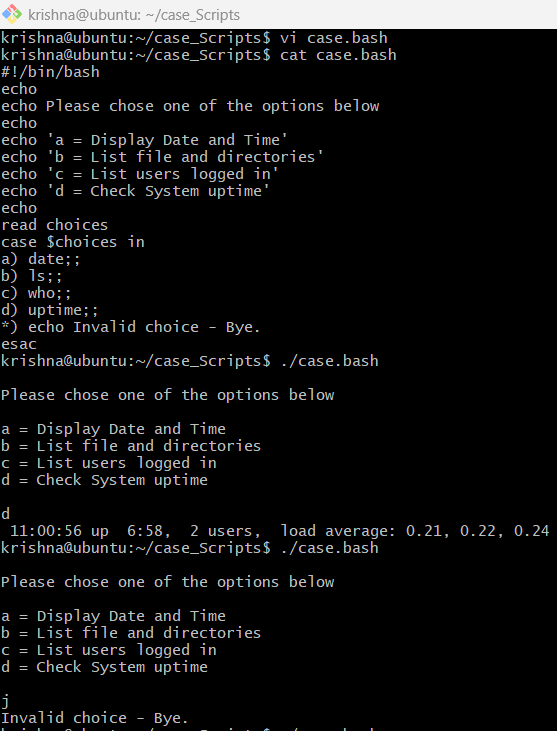 krishna@ubuntu: ~/case_Scripts
krishna@ubuntu:~/case_Scripts$ vi case.bash
krishna@ubuntu:~/case_Scripts$ cat case.bash
#!/bin/bash
echo
echo Please chose one of the options below
echo
echo 'a = Display Date and Time'
echo 'b = List file and directories'
echo 'c = List users logged in'
echo 'd = Check System uptime'
echo
read choices
case $choices in
a) date;;
b) ls;;
c) who;;
d) uptime;;
*) echo Invalid choice - Bye.
esac
krishna@ubuntu:~/case_Scripts$ ./case.bash
Please chose one of the options below
a = Display Date and Time
b = List file and directories
c = List users logged in
d = Check System uptime
d
11:00:56 up  6:58,  2 users,  load average: 0.21, 0.22, 0.24
krishna@ubuntu:~/case_Scripts$ ./case.bash
Please chose one of the options below
a = Display Date and Time
b = List file and directories
c = List users logged in
d = Check System uptime
j
Invalid choice - Bye.